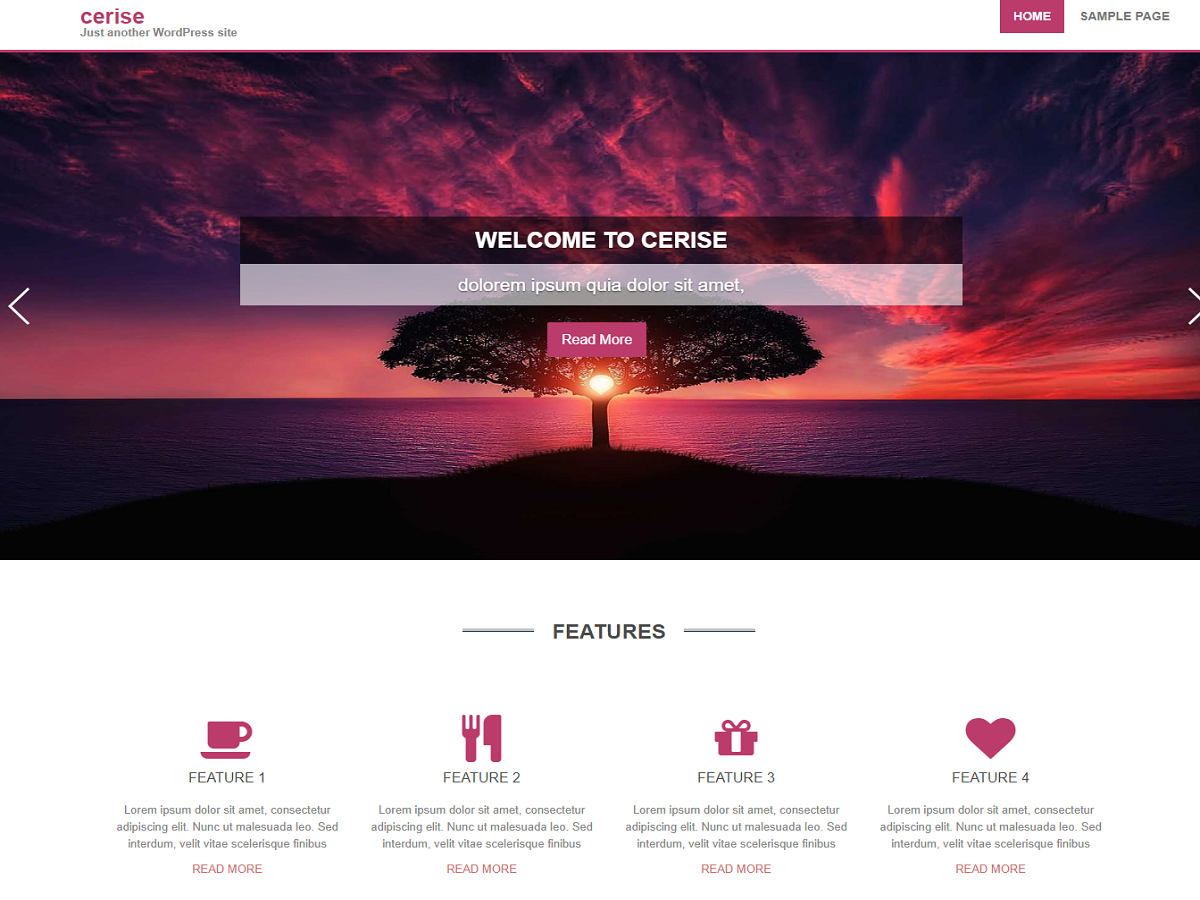 cerise
Just another WordPress site
HOME
SAMPLE PAGE
WELCOME TO CERISE
dolorem ipsum quia dolor sit amet,
Read More
FEATURES
FEATURE 1
Lorem ipsum dolor sit amet, consectetur
adipiscing elit. Nunc ut malesuada leo. Sed
interdum, velit vitae scelerisque finibus
READ MORE
FEATURE 2
Lorem ipsum dolor sit amet, consectetur
adipiscing elit. Nunc ut malesuada leo. Sed
interdum, velit vitae scelerisque finibus
READ MORE
FEATURE 3
Lorem ipsum dolor sit amet, consectetur
adipiscing elit. Nunc ut malesuada leo. Sed
interdum, velit vitae scelerisque finibus
READ MORE
FEATURE 4
Lorem ipsum dolor sit amet, consectetur
adipiscing elit. Nunc ut malesuada leo. Sed
interdum, velit vitae scelerisque finibus
READ MORE